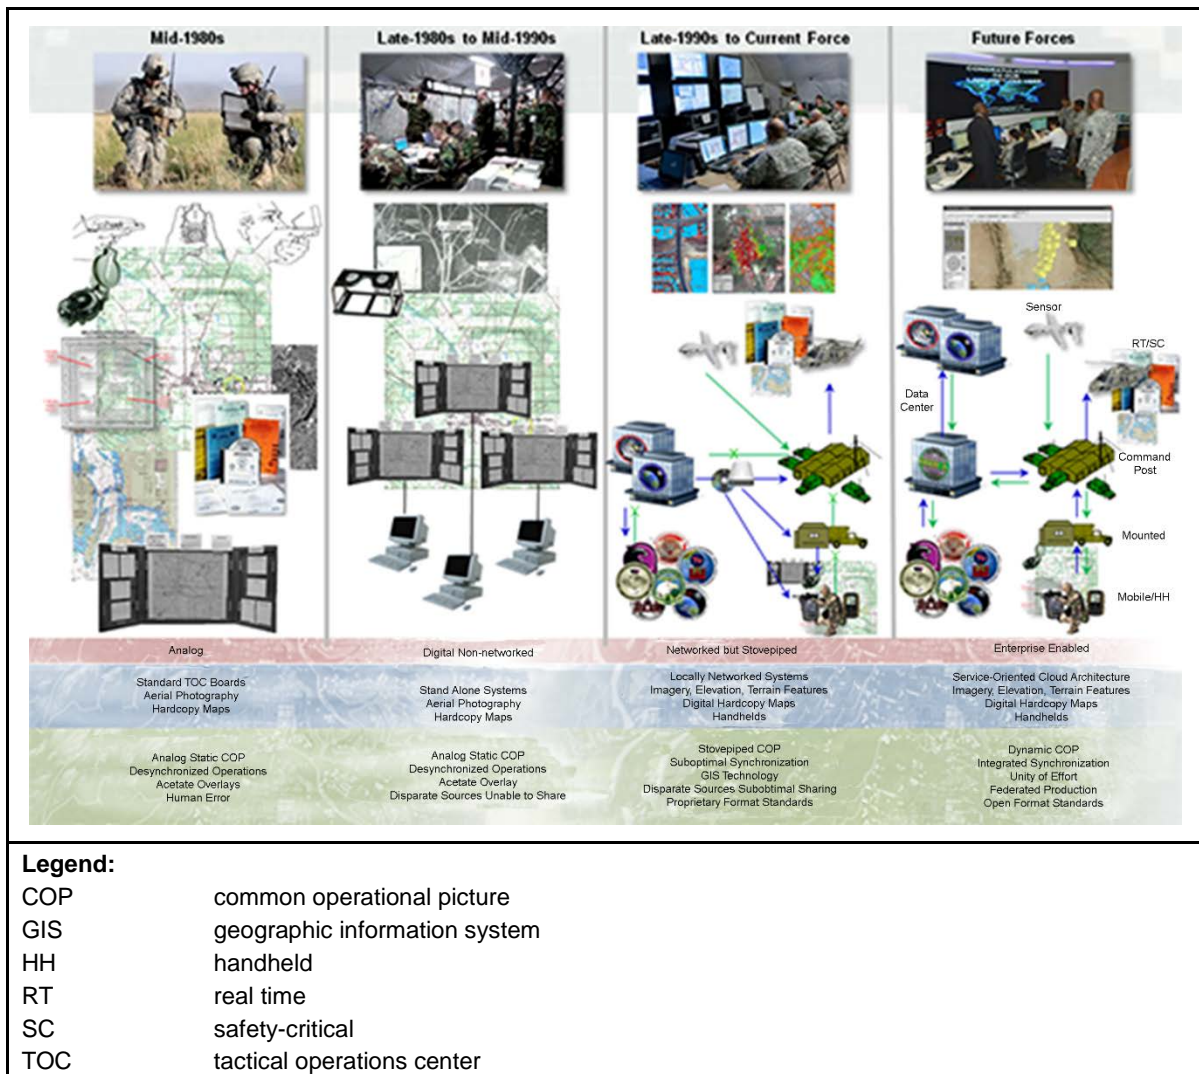 Mid-1980s
Late-1980s to Mid-1990s
Late-1990s to Current Force
Future Forces
Sensor
RT/SC
Data
Center
Command
Post
Mounted
Mobile/HH
Analog
Digital Non-networked
Networked but Stovepiped
Enterprise Enabled
Standard TOC Boards
Aerial Photography
Hardcopy Maps
Stand Alone Systems
Aerial Photography
Hardcopy Maps
Locally Networked Systems
Imagery, Elevation, Terrain Features
Digital Hardcopy Maps
Handhelds
Service-Oriented Cloud Architecture
Imagery, Elevation, Terrain Features
Digital Hardcopy Maps
Handhelds
Analog Static COP
Desynchronized Operations
Acetate Overlays
Human Error
Analog Static COP
Desynchronized Operations
Acetate Overlay
Disparate Sources Unable to Share
Stovepiped COP
Suboptimal Synchronization
GIS Technology
Disparate Sources Suboptimal Sharing
Proprietary Format Standards
Dynamic COP
Integrated Synchronization
Unity of Effort
Federated Production
Open Format Standards
Legend:
COP common operational picture
GIS geographic information system
HH handheld
RT real time
SC safety-critical
TOC tactical operations center